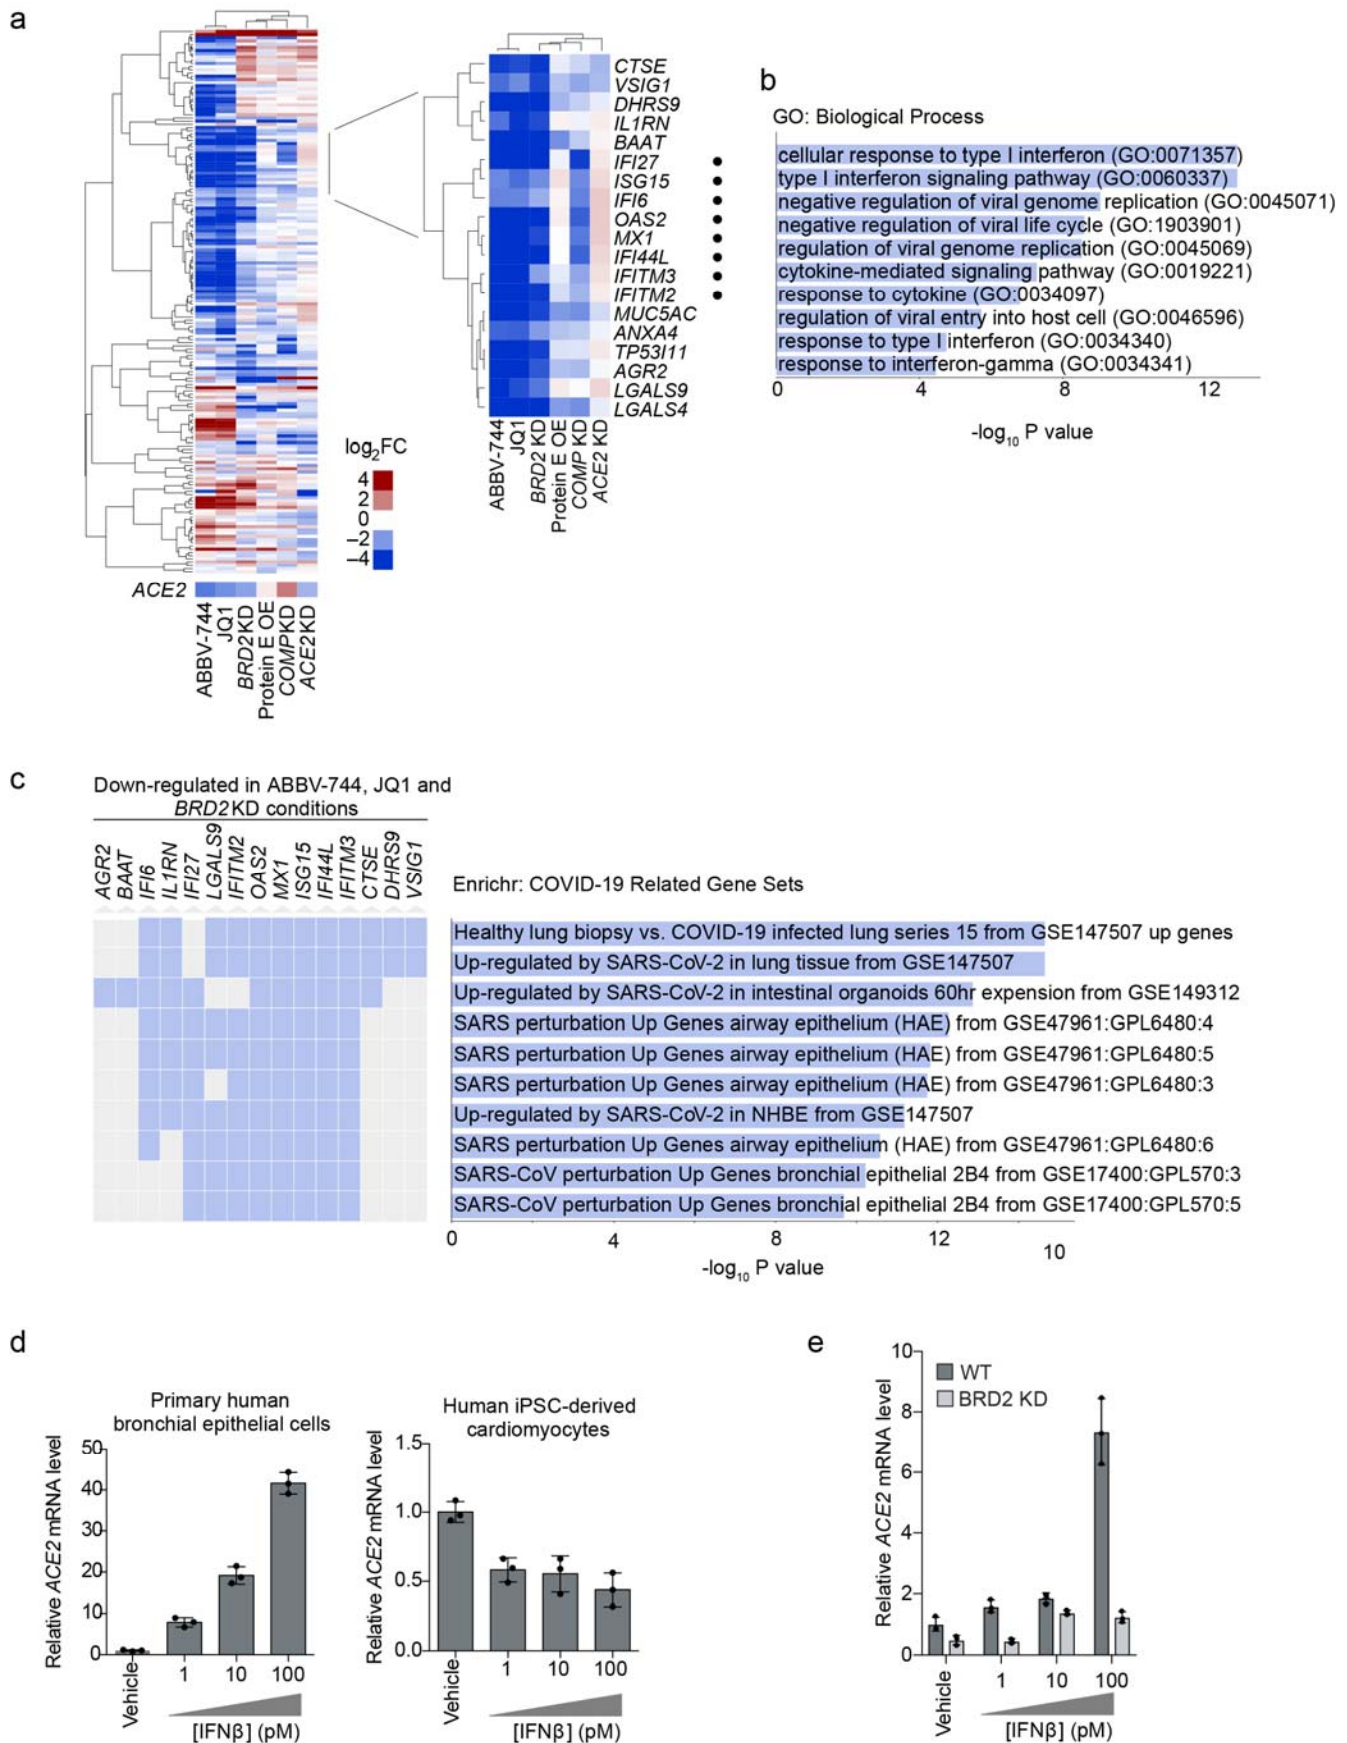 a
CTSE
VSIG1
DHRS9
IL1RN
BAAT
IFI27
ISG15
IFI6
OAS2
MX1
IFI44L
IFITM3
IFITM2
MUC5AC
ANXA4
TP53I11
AGR2
LGALS9
LGALS4
ABBV-744
JQ1
BRD2 KD
Protein E OE
COMP KD
ACE2 KD
log2FC
4
2
0
−2
−4
ACE2
ABBV-744
JQ1
BRD2KD
Protein E OE
COMPKD
ACE2KD
b
GO: Biological Process
cellular response to type I interferon (GO:0071357)
type I interferon signaling pathway (GO:0060337)
negative regulation of viral genome replication (GO:0045071)
negative regulation of viral life cycle (GO:1903901)
regulation of viral genome replication (GO:0045069)
cytokine-mediated signaling pathway (GO:0019221)
response to cytokine (GO:0034097)
regulation of viral entry into host cell (GO:0046596)
response to type I interferon (GO:0034340)
response to interferon-gamma (GO:0034341)
0 4 8 12
-log10 P value
c
Down-regulated in ABBV-744, JQ1 and
BRD2KD conditions
AGR2
BAAT
IFI6
IL1RN
IFI27
LGALS9
IFITM2
OAS2
MX1
ISG15
IFI44L
IFITM3
CTSE
DHRS9
VSIG1
Enrichr: COVID-19 Related Gene Sets
Healthy lung biopsy vs. COVID-19 infected lung series 15 from GSE147507 up genes
Up-regulated by SARS-CoV-2 in lung tissue from GSE147507
Up-regulated by SARS-CoV-2 in intestinal organoids 60hr expension from GSE149312
SARS perturbation Up Genes airway epithelium (HAE) from GSE47961:GPL6480:4
SARS perturbation Up Genes airway epithelium (HAE) from GSE47961:GPL6480:5
SARS perturbation Up Genes airway epithelium (HAE) from GSE47961:GPL6480:3
Up-regulated by SARS-CoV-2 in NHBE from GSE147507
SARS perturbation Up Genes airway epithelium (HAE) from GSE47961:GPL6480:6
SARS-CoV perturbation Up Genes bronchial epithelial 2B4 from GSE17400:GPL570:3
SARS-CoV perturbation Up Genes bronchial epithelial 2B4 from GSE17400:GPL570:5
0 4 8 12 10
-log10 P value
d
Primary human
bronchial epithelial cells
Relative ACE2 mRNA level
50
40
30
20
10
0
Vehicle
1 10 100
[IFNβ] (pM)
Human iPSC-derived
cardiomyocytes
Relative ACE2 mRNA level
1.5
1.0
0.5
0.0
Vehicle
1 10 100
[IFNβ] (pM)
e
WT
BRD2 KD
Relative ACE2 mRNA level
10
8
6
4
2
0
Vehicle
1 10 100
[IFNβ] (pM)